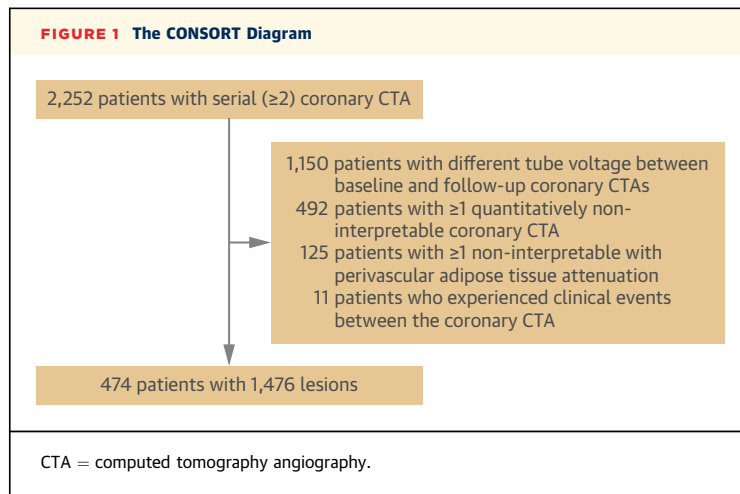 FIGURE 1 The CONSORT Diagram
2,252 patients with serial (≥2) coronary CTA
1,150 patients with different tube voltage between
baseline and follow-up coronary CTAs
492 patients with ≥1 quantitatively non-
interpretable coronary CTA
125 patients with ≥1 non-interpretable with
perivascular adipose tissue attenuation
11 patients who experienced clinical events
between the coronary CTA
474 patients with 1,476 lesions
CTA = computed tomography angiography.